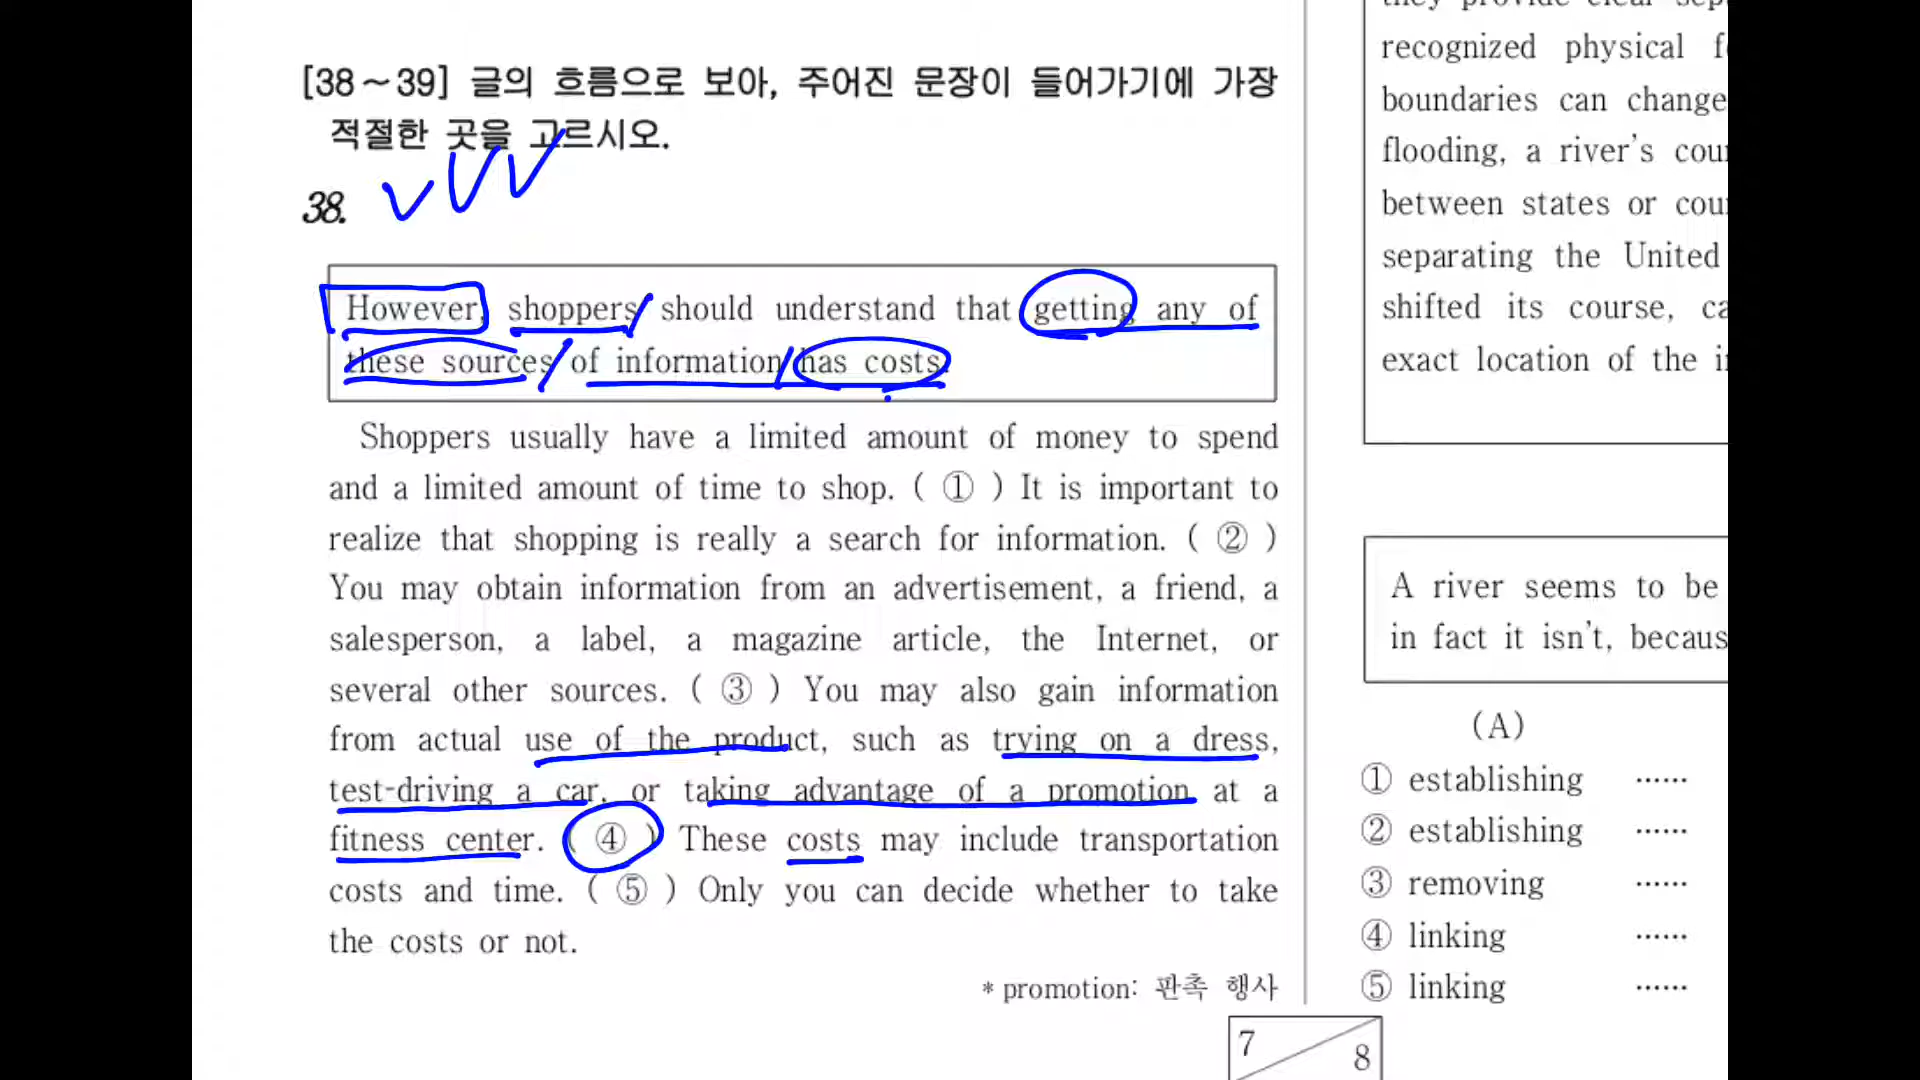 [38～39] 글의 흐름으로 보아, 주어진 문장이 들어가기에 가장
적절한 곳을 고르시오.
38.
However, shoppers should understand that getting any of
these sources of information has costs.
Shoppers usually have a limited amount of money to spend
and a limited amount of time to shop. ( ① ) It is important to
realize that shopping is really a search for information. ( ② )
You may obtain information from an advertisement, a friend, a
salesperson, a label, a magazine article, the Internet, or
several other sources. ( ③ ) You may also gain information
from actual use of the product, such as trying on a dress,
test-driving a car, or taking advantage of a promotion at a
fitness center. ( ④ ) These costs may include transportation
costs and time. ( ⑤ ) Only you can decide whether to take
the costs or not.
* promotion: 판촉 행사
7
8
they provide clear
recognized physical
boundaries can change
flooding, a river's
between states or
separating the United
shifted its course,
exact location of the
A river seems to be
in fact it isn't,
(A)
① establishing ······
② establishing ······
③ removing ······
④ linking ······
⑤ linking ······